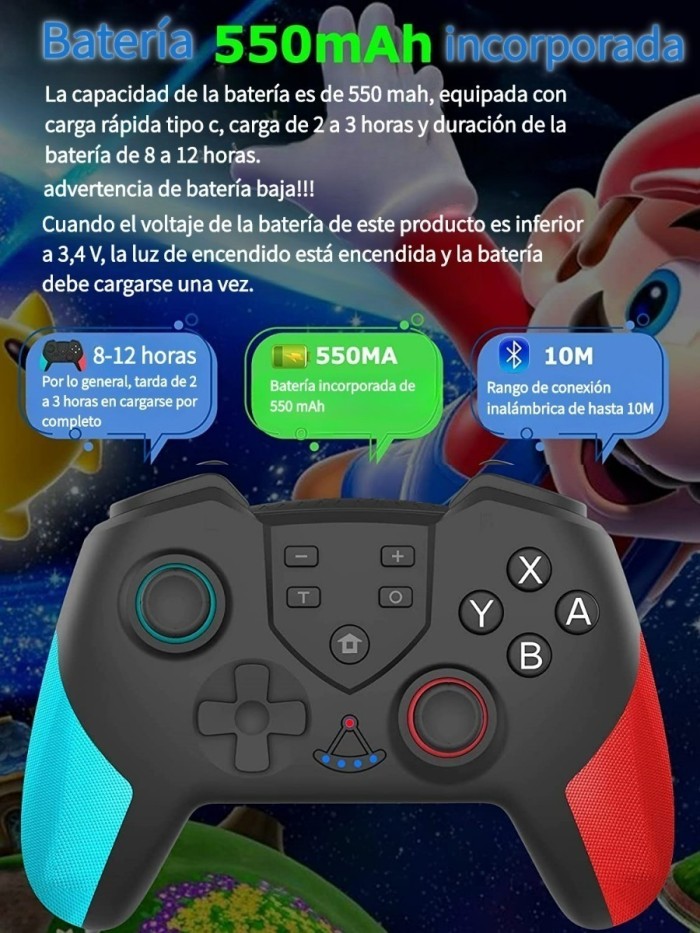 Batería 550mAh incorporada
La capacidad de la batería es de 550 mah, equipada con
carga rápida tipo c, carga de 2 a 3 horas y duración de la
batería de 8 a 12 horas.
advertencia de batería baja!!!
Cuando el voltaje de la batería de este producto es inferior
a 3,4 V, la luz de encendido está encendida y la batería
debe cargarse una vez.
8-12 horas
Por lo general, tarda de 2
a 3 horas en cargarse por
completo
550MA
Batería incorporada de
550 mAh
10M
Rango de conexión
inalámbrica de hasta 10M
− +
T O
X
Y A
B